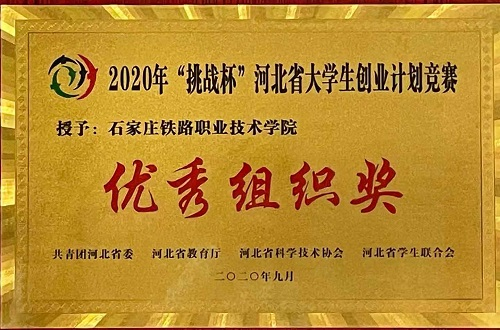 2020年“挑战杯”河北省大学生创业计划竞赛
授予：石家庄铁路职业技术学院
优秀组织奖
共青团河北省委 河北省教育厅 河北省科学技术协会 河北省学生联合会
二〇二〇年九月